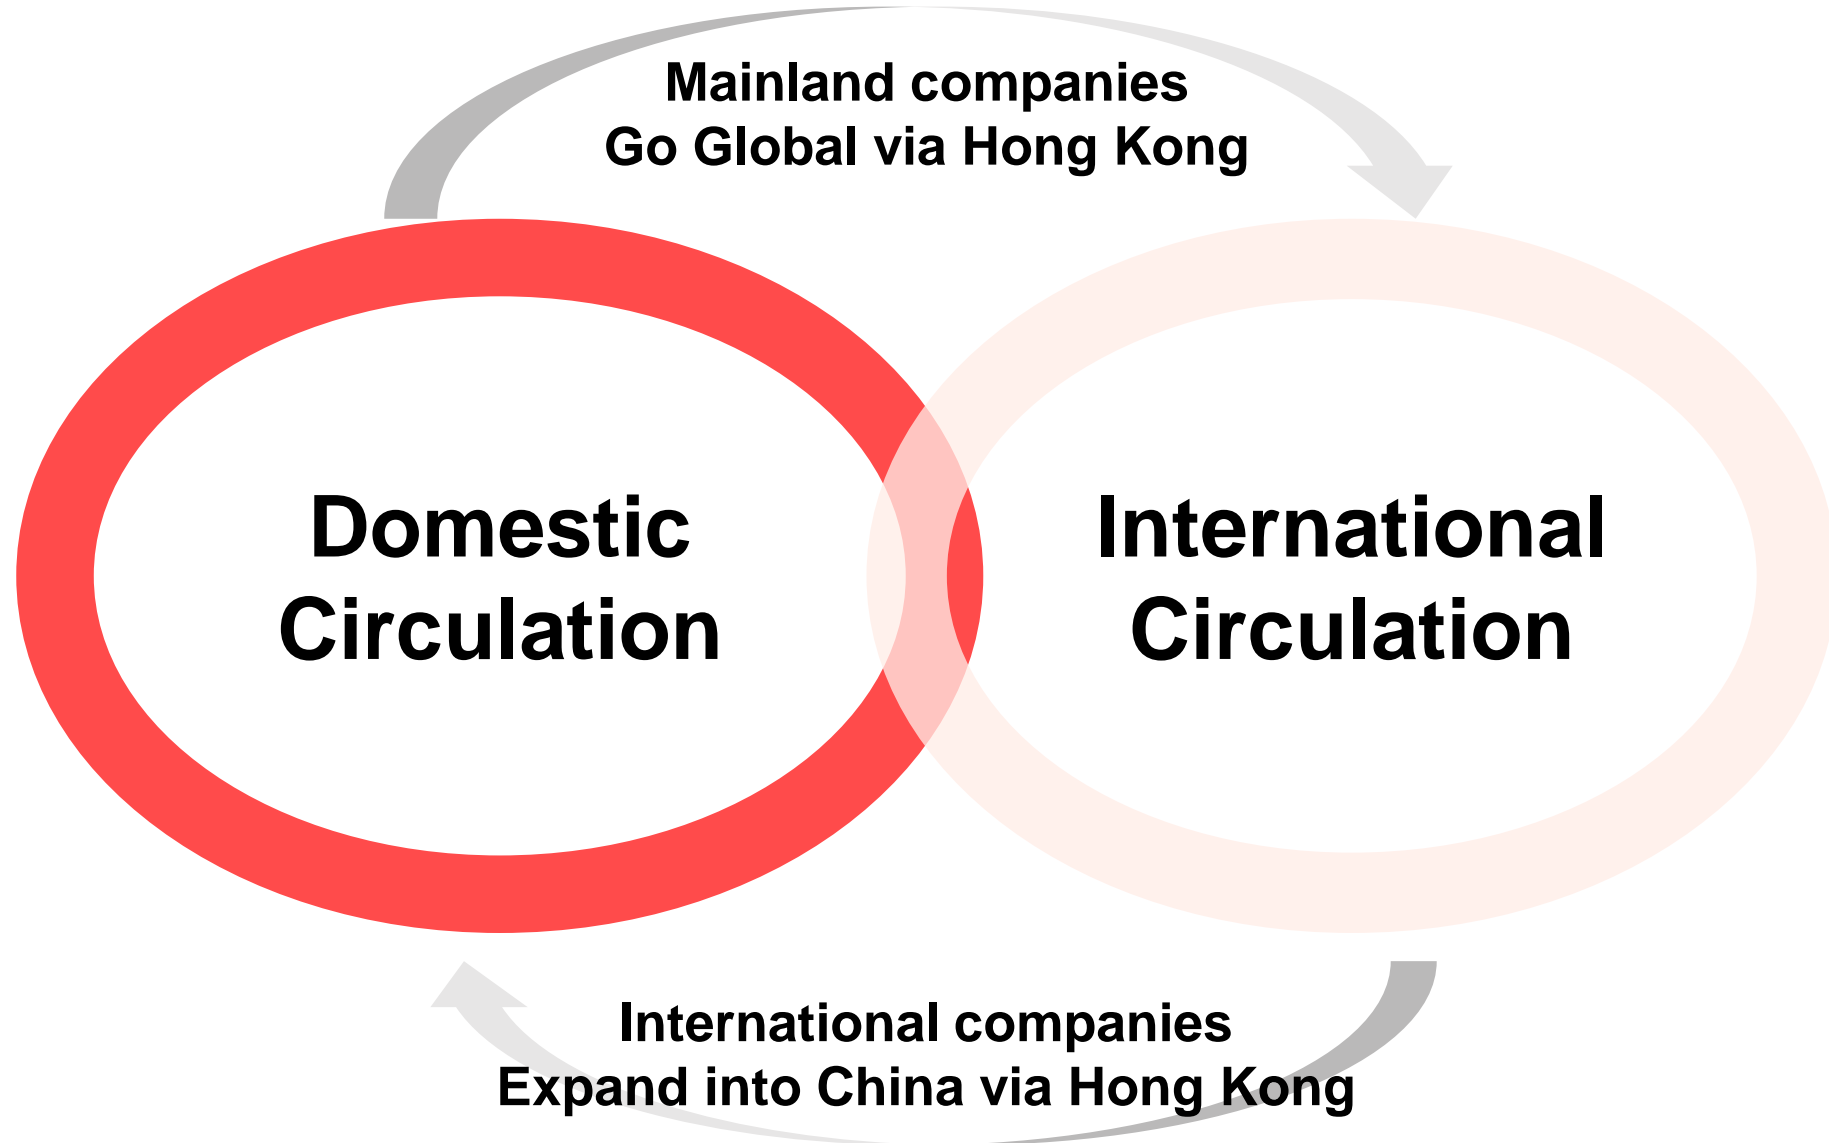 Mainland companies
Go Global via Hong Kong
Domestic
Circulation
International
Circulation
International companies
Expand into China via Hong Kong